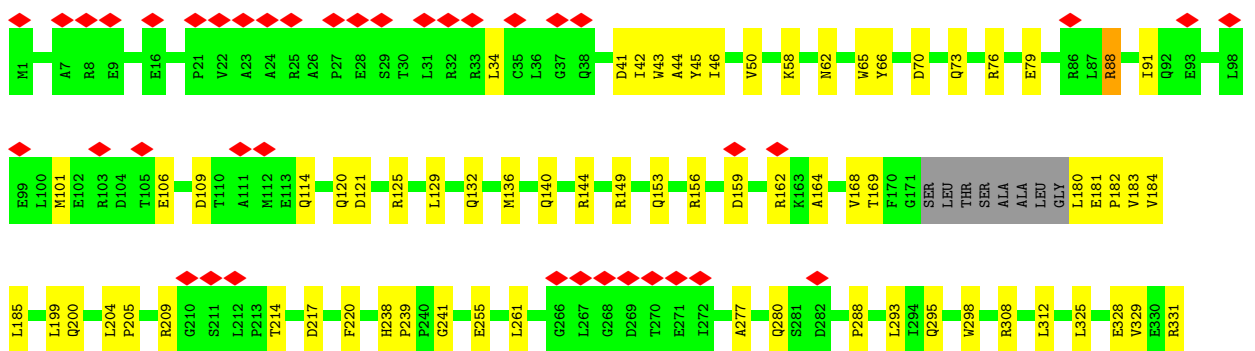 M1 A7 R8 E9 E16 P21 V22 A23 A24 R25 A26 P27 E28 S29 T30 L31 R32 R33 L34 C35 L36 G37 Q38 D41 I42 W43 A44 Y45 I46 V50 K58 N62 W65 Y66 D70 Q73 R76 E79 R86 L87 R88 I91 Q92 E93 L98
E99 L100 M101 E102 R103 D104 T105 E106 D109 T110 A111 M112 E113 Q114 Q120 D121 R125 L129 Q132 M136 Q140 R144 R149 Q153 R156 D159 R162 K163 A164 V168 T169 F170 G171 SER LEU THR SER ALA ALA LEU GLY L180 E181 P182 V183 V184
L185 L199 Q200 L204 P205 R209 G210 S211 L212 P213 T214 D217 F220 H238 P239 P240 G241 E255 L261 G266 L267 G268 D269 T270 E271 I272 A277 Q280 S281 D282 P288 L293 I294 Q295 W298 R308 L312 L325 E328 V329 E330 R331